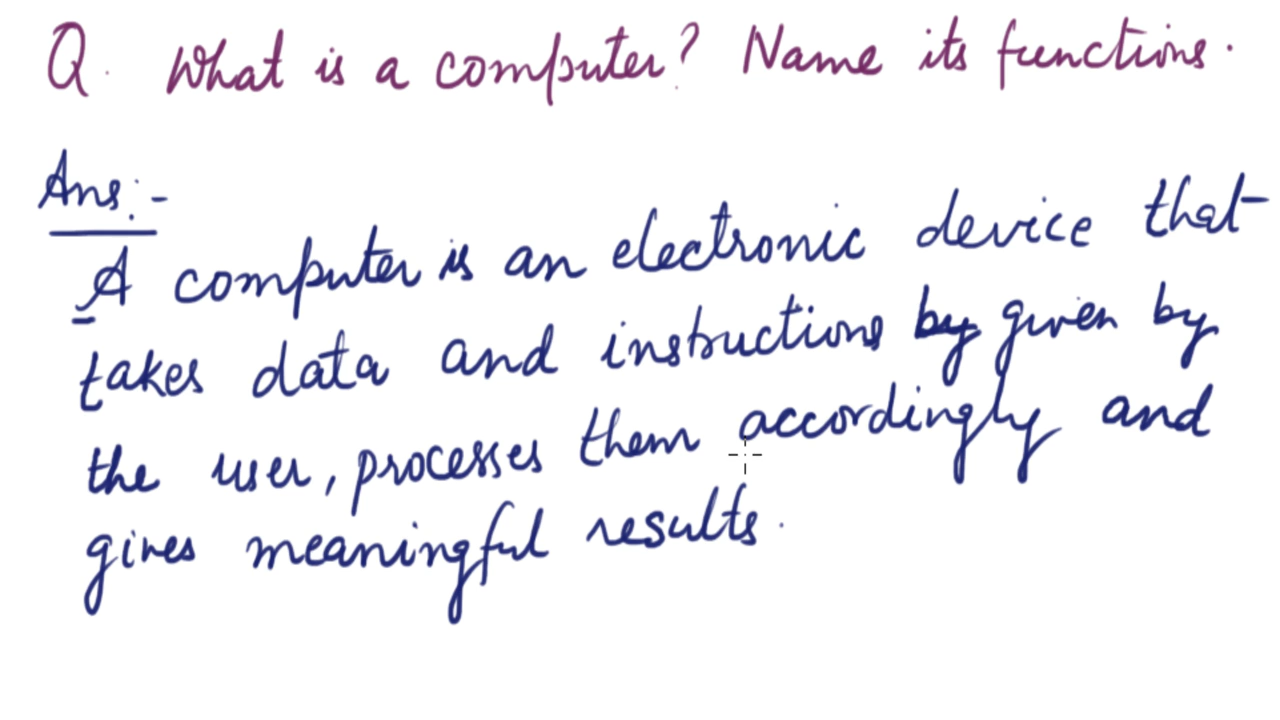 Q. What is a computer? Name its functions.
Ans:-
A computer is an electronic device that
takes data and instructions by given by
the user, processes them accordingly and
gives meaningful results.